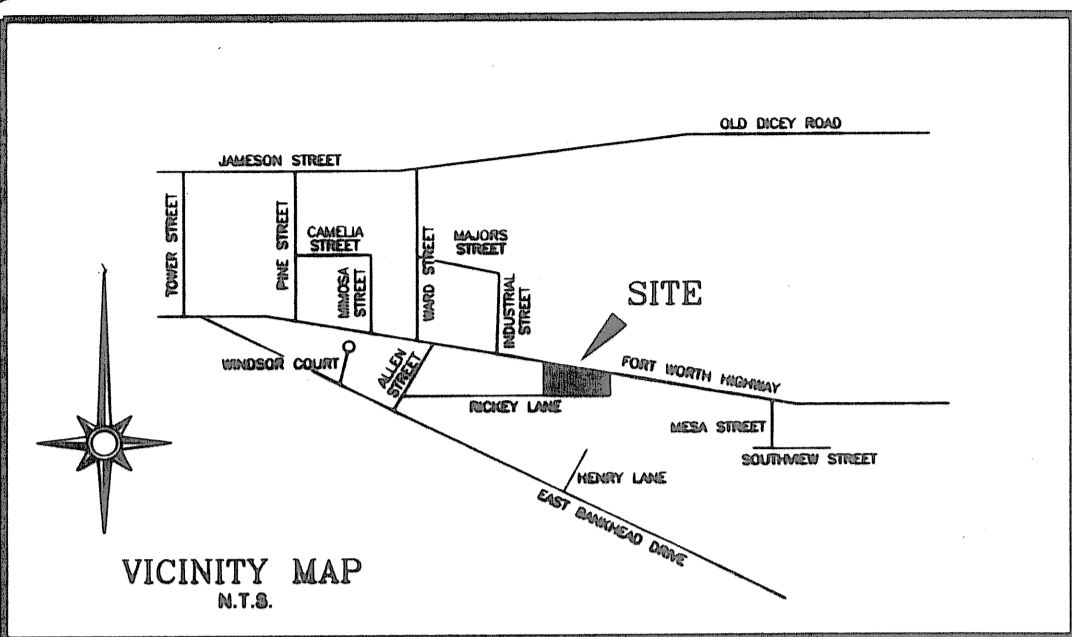 OLD DICEY ROAD
JAMESON STREET
TOWER STREET
PINE STREET
CAMELIA
STREET
MIMOSA
STREET
WARD STREET
MAJORS
STREET
INDUSTRIAL
STREET
SITE
WINDSOR COURT
ALLEN
STREET
FORT WORTH HIGHWAY
RICKEY LANE
MESA STREET
SOUTHVIEW STREET
HENRY LANE
EAST BANKHEAD DRIVE
VICINITY MAP
N.T.S.